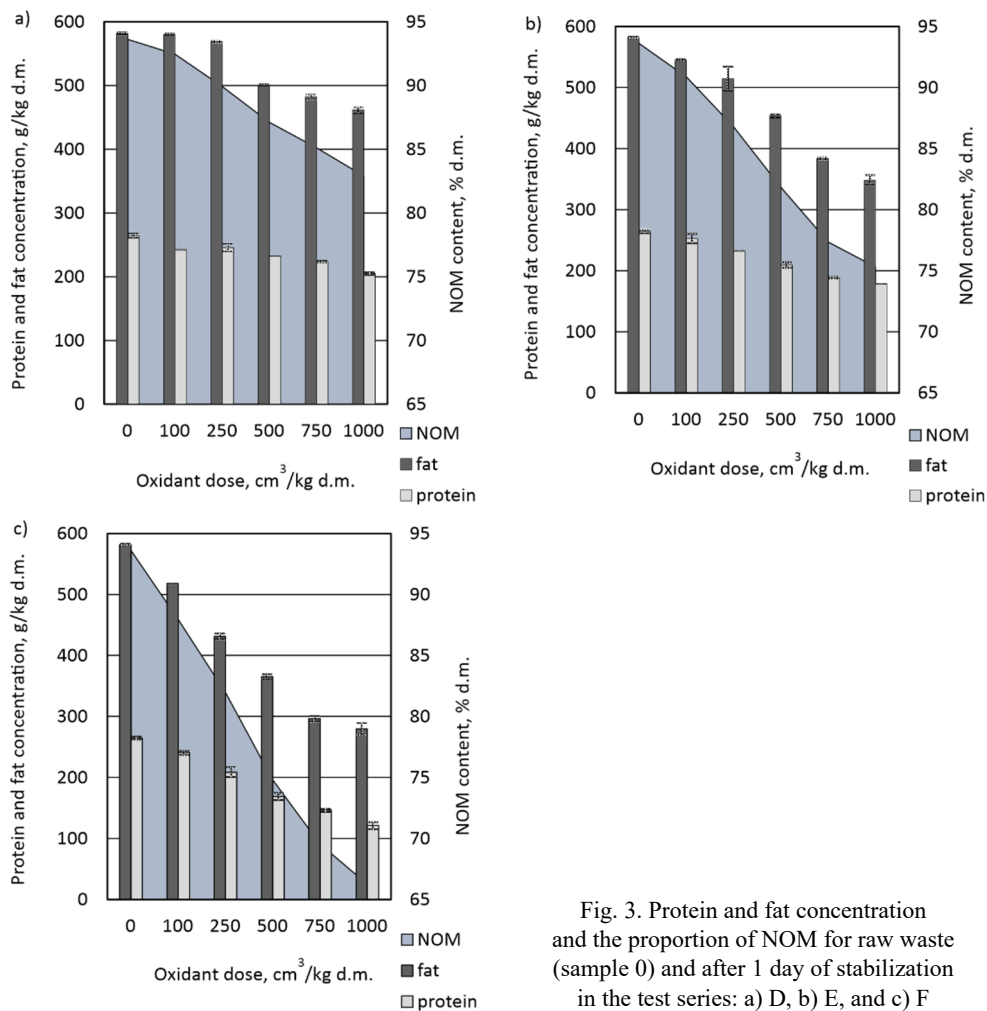 a)
Protein and fat concentration, g/kg d.m.
600
500
400
300
200
100
0
95
90
85
80
75
70
65
NOM content, % d.m.
0 100 250 500 750 1000
Oxidant dose, cm³/kg d.m.
NOM
fat
protein
b)
Protein and fat concentration, g/kg d.m.
600
500
400
300
200
100
0
95
90
85
80
75
70
65
NOM content, % d.m.
0 100 250 500 750 1000
Oxidant dose, cm³/kg d.m.
NOM
fat
protein
c)
Protein and fat concentration, g/kg d.m.
600
500
400
300
200
100
0
95
90
85
80
75
70
65
NOM content, % d.m.
0 100 250 500 750 1000
Oxidant dose, cm³/kg d.m.
NOM
fat
protein
Fig. 3. Protein and fat concentration
and the proportion of NOM for raw waste
(sample 0) and after 1 day of stabilization
in the test series: a) D, b) E, and c) F